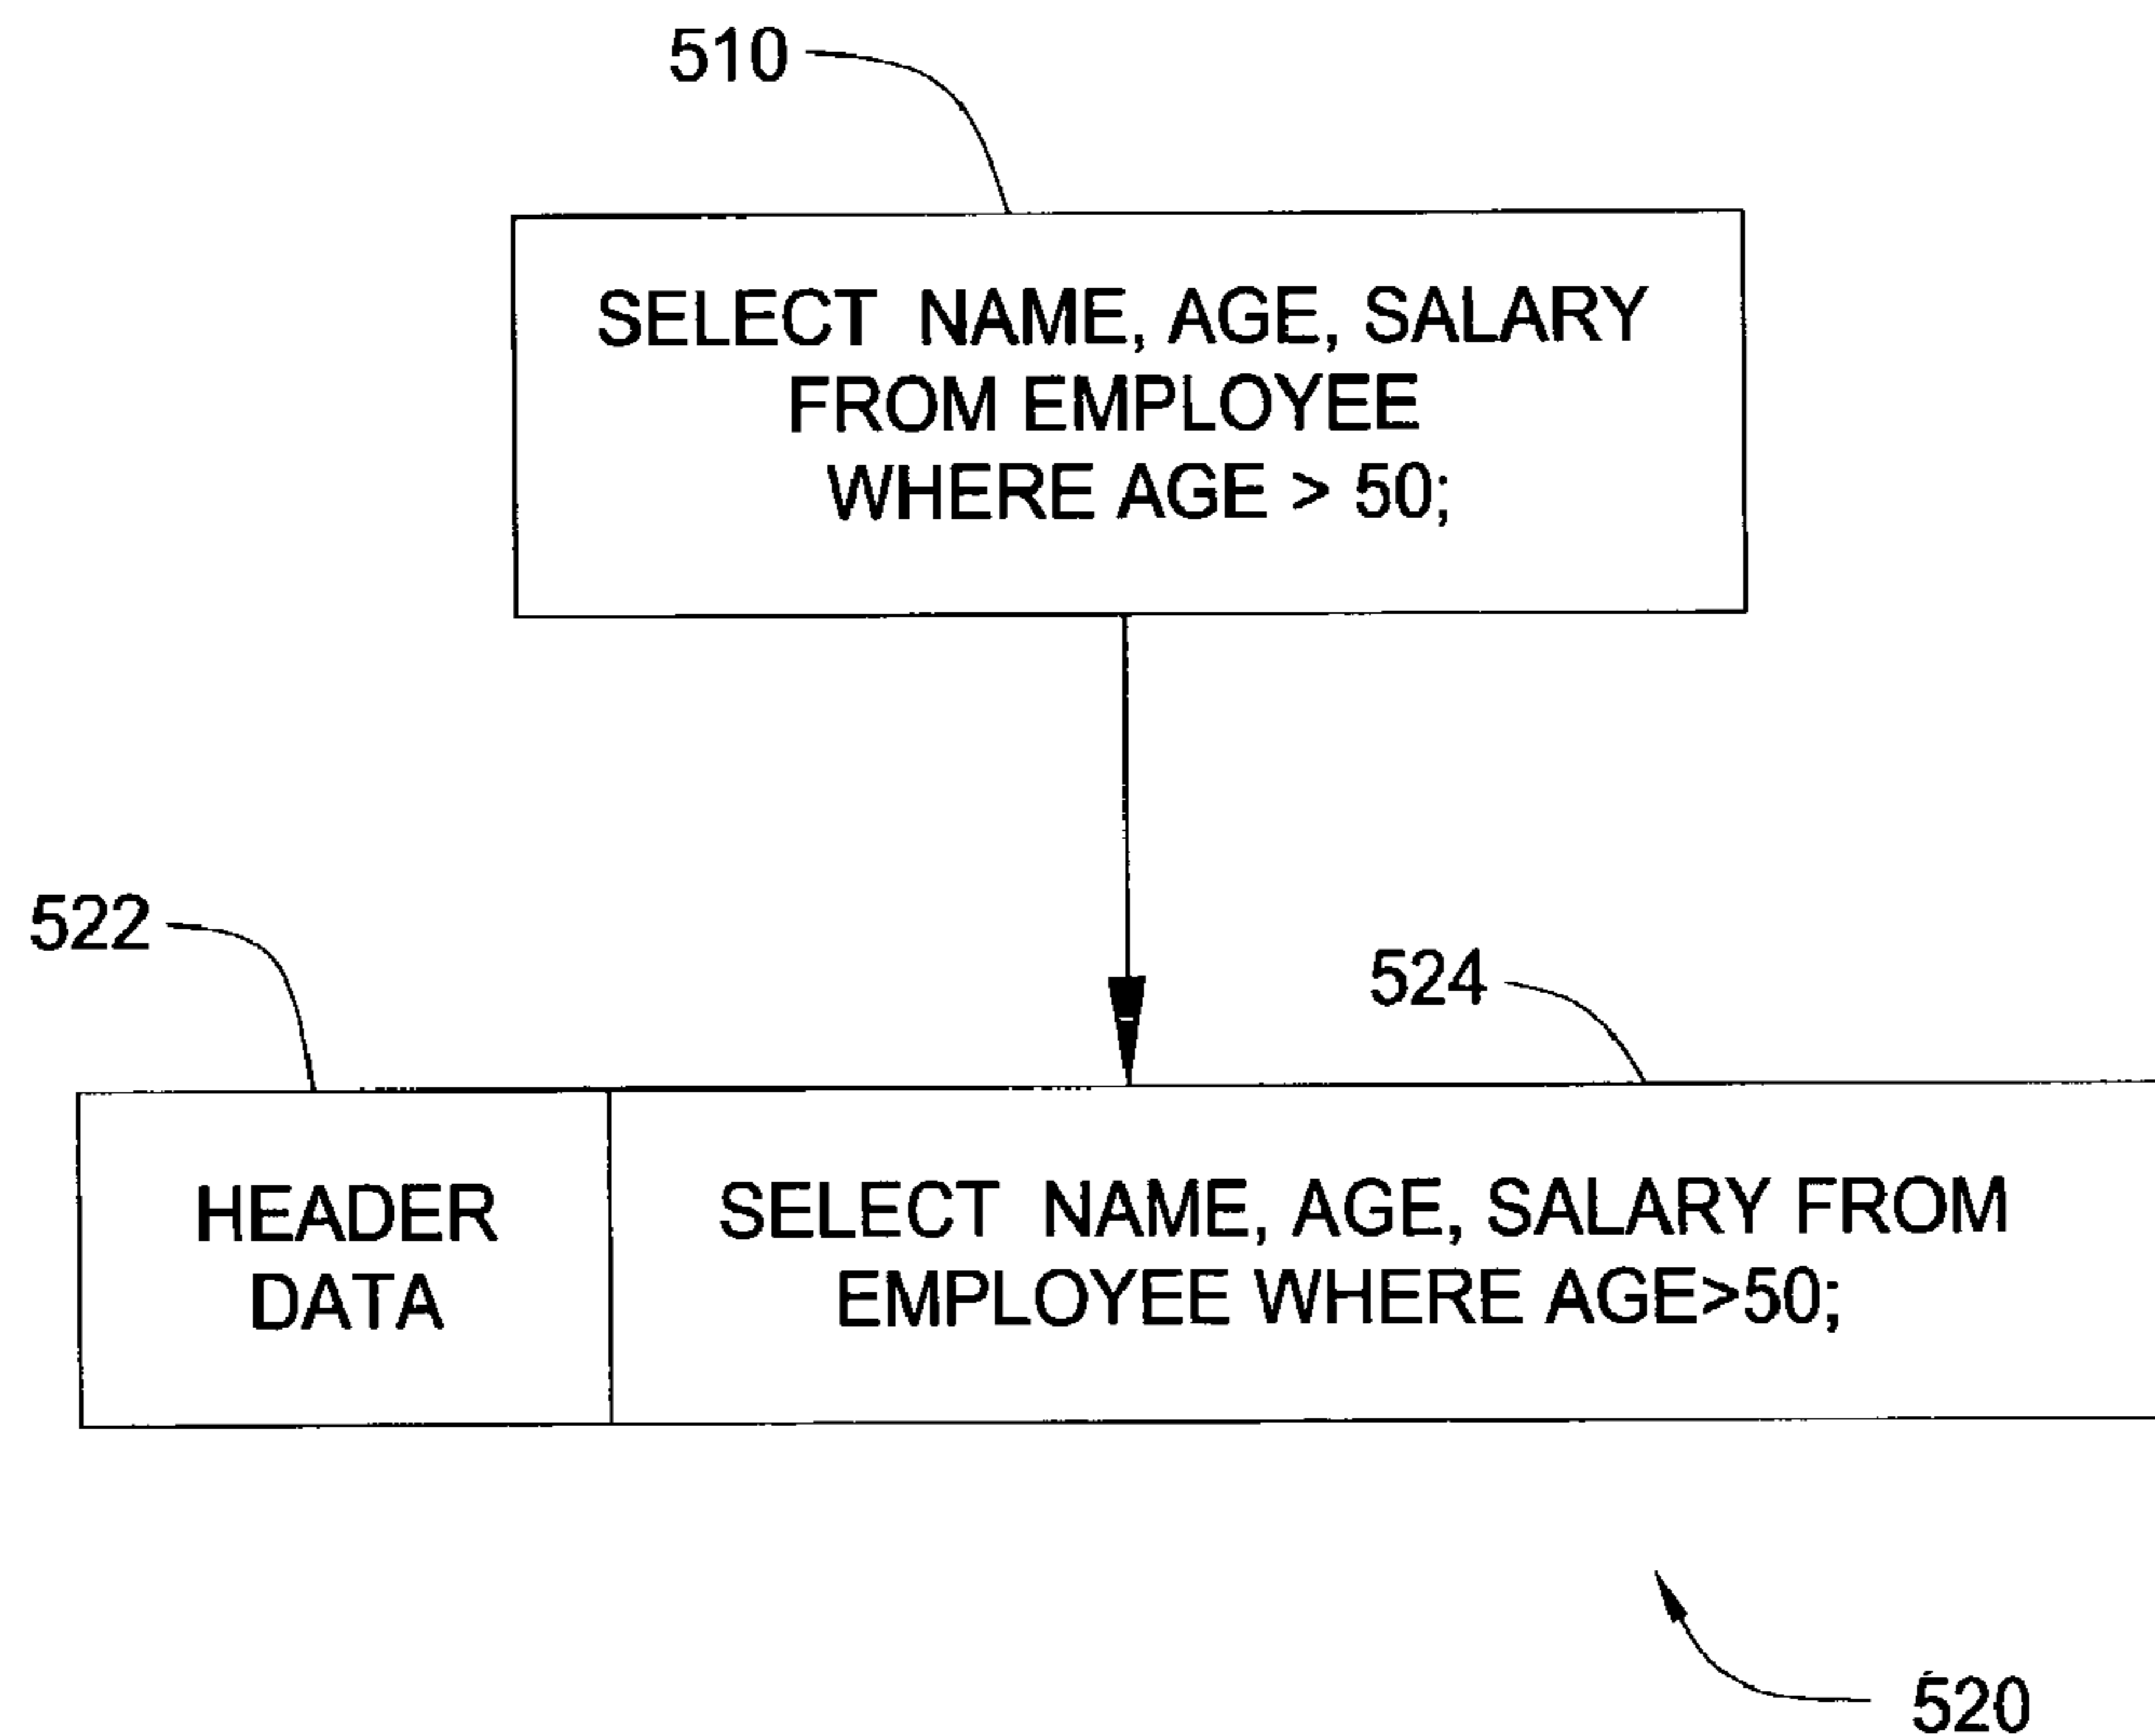 510
SELECT NAME, AGE, SALARY
FROM EMPLOYEE
WHERE AGE > 50;
522
524
HEADER
DATA
SELECT NAME, AGE, SALARY FROM
EMPLOYEE WHERE AGE>50;
520